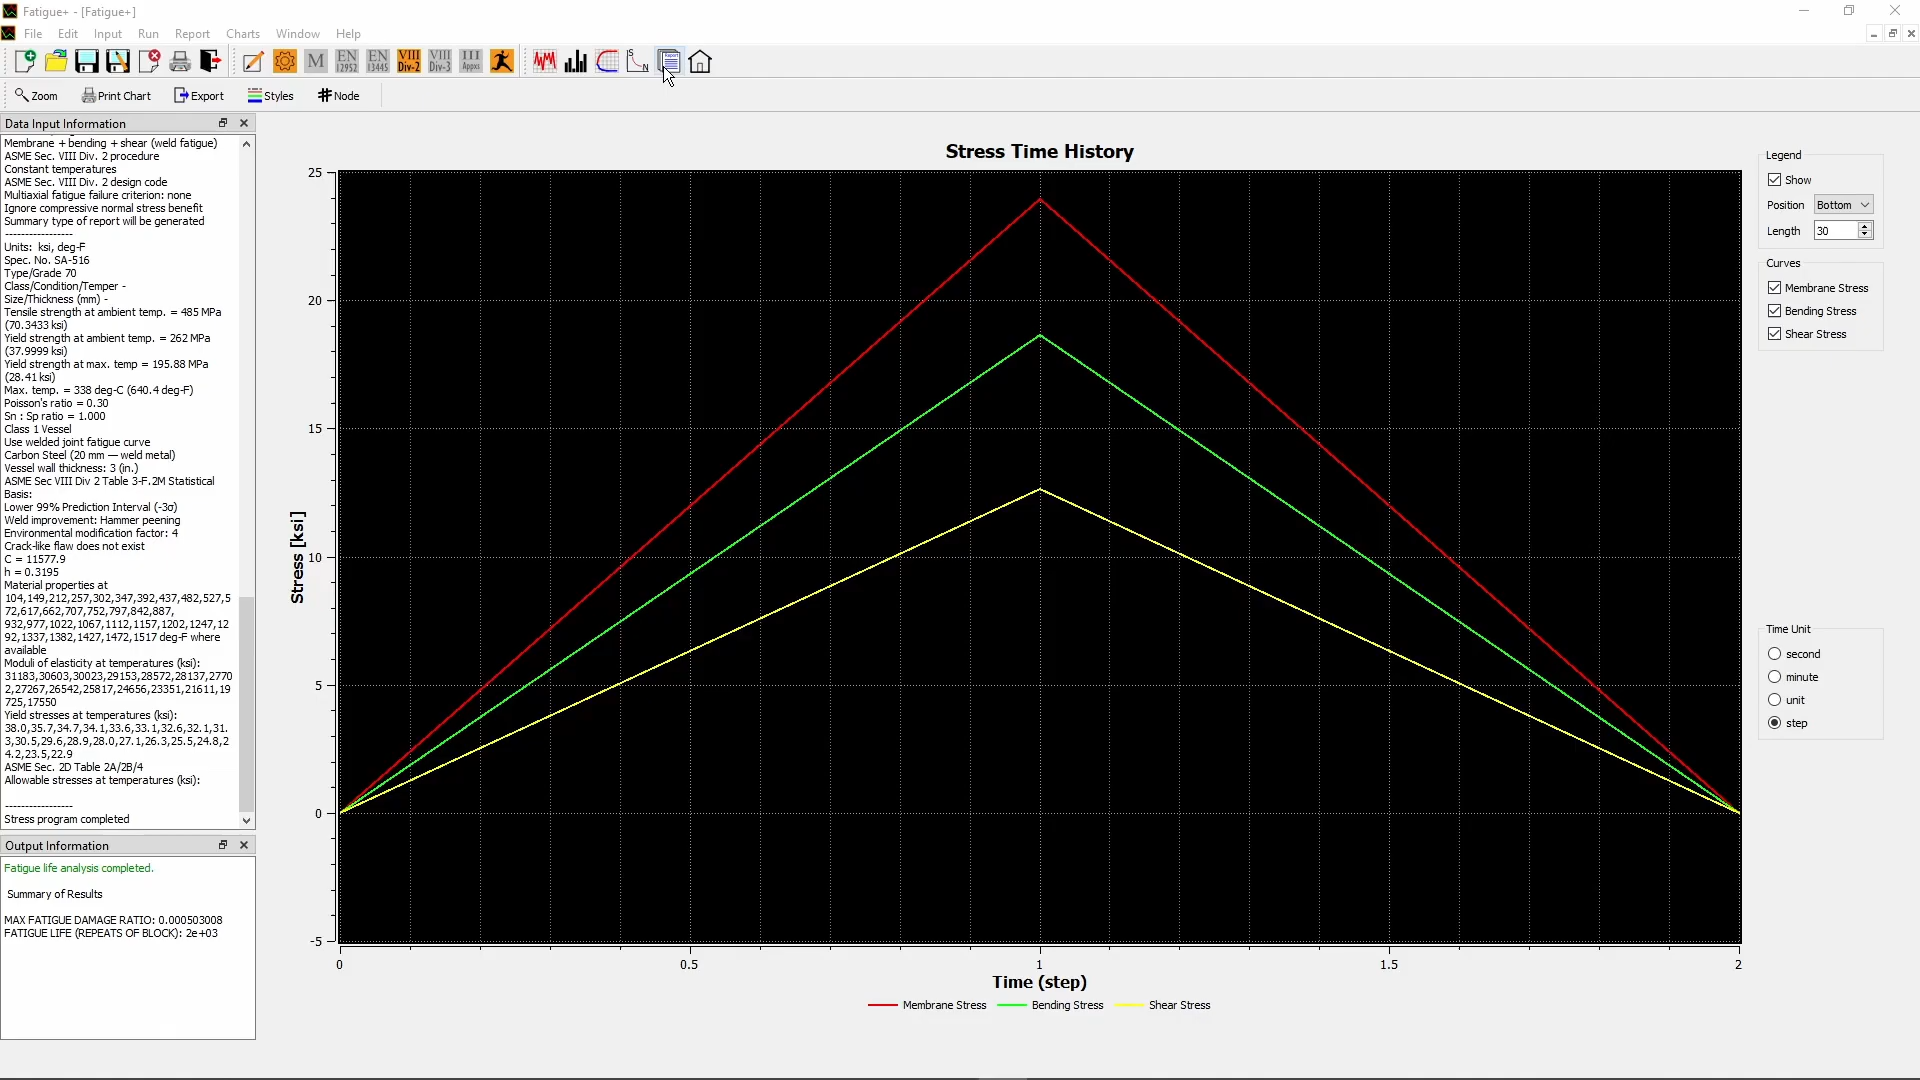 Fatigue+ - [Fatigue+]
File Edit Input Run Report Charts Window Help
M EN 12952 EN 13445 VIII Div-2 VIII Div-3 III Appxs S N Report
Zoom Print Chart Export Styles Node
Data Input Information
Membrane + bending + shear (weld fatigue)
ASME Sec. VIII Div. 2 procedure
Constant temperatures
ASME Sec. VIII Div. 2 design code
Multiaxial fatigue failure criterion: none
Ignore compressive normal stress benefit
Summary type of report will be generated
-----------------
Units: ksi, deg-F
Spec. No. SA-516
Type/Grade 70
Class/Condition/Temper -
Size/Thickness (mm) -
Tensile strength at ambient temp. = 485 MPa
(70.3433 ksi)
Yield strength at ambient temp. = 262 MPa
(37.9999 ksi)
Yield strength at max. temp = 195.88 MPa
(28.41 ksi)
Max. temp. = 338 deg-C (640.4 deg-F)
Poisson's ratio = 0.30
Sn : Sp ratio = 1.000
Class 1 Vessel
Use welded joint fatigue curve
Carbon Steel (20 mm — weld metal)
Vessel wall thickness: 3 (in.)
ASME Sec VIII Div 2 Table 3-F.2M Statistical
Basis:
Lower 99% Prediction Interval (-3σ)
Weld improvement: Hammer peening
Environmental modification factor: 4
Crack-like flaw does not exist
C = 11577.9
h = 0.3195
Material properties at
104,149,212,257,302,347,392,437,482,527,5
72,617,662,707,752,797,842,887,
932,977,1022,1067,1112,1157,1202,1247,12
92,1337,1382,1427,1472,1517 deg-F where
available
Moduli of elasticity at temperatures (ksi):
31183,30603,30023,29153,28572,28137,2770
2,27267,26542,25817,24656,23351,21611,19
725,17550
Yield stresses at temperatures (ksi):
38.0,35.7,34.7,34.1,33.6,33.1,32.6,32.1,31.
3,30.5,29.6,28.9,28.0,27.1,26.3,25.5,24.8,2
4.2,23.5,22.9
ASME Sec. 2D Table 2A/2B/4
Allowable stresses at temperatures (ksi):
-----------------
Stress program completed
Output Information
Fatigue life analysis completed.
Summary of Results
MAX FATIGUE DAMAGE RATIO: 0.000503008
FATIGUE LIFE (REPEATS OF BLOCK): 2e+03
Stress Time History
25
20
15
10
5
0
-5
Stress [ksi]
0 0.5 1 1.5 2
Time (step)
Membrane Stress Bending Stress Shear Stress
Legend
Show
Position Bottom
Length 30
Curves
Membrane Stress
Bending Stress
Shear Stress
Time Unit
second
minute
unit
step